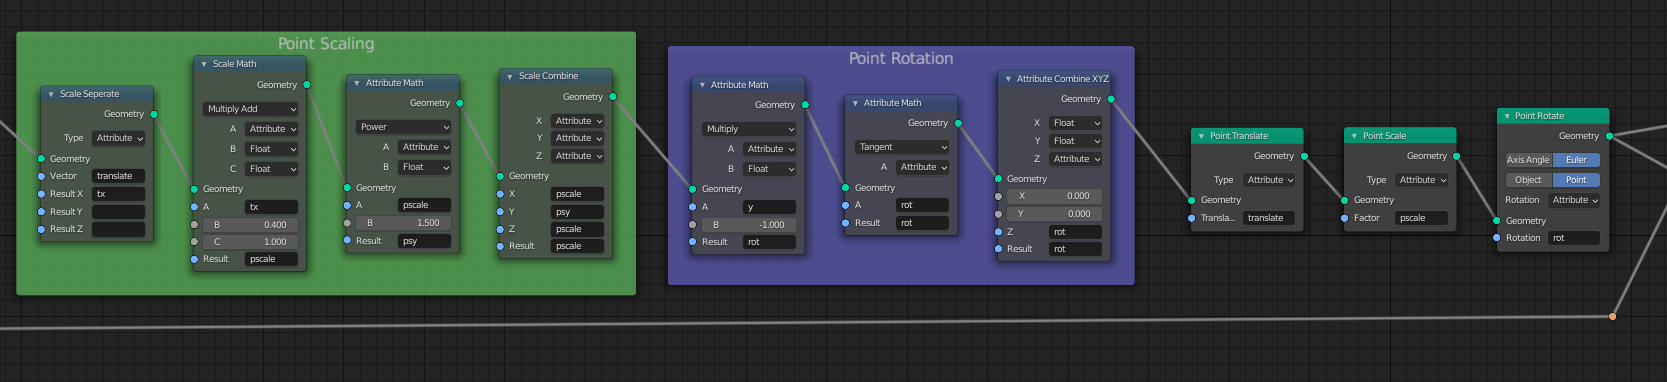 Point Scaling
Scale Seperate
Geometry
Type Attribute
Geometry
Vector translate
Result X tx
Result Y
Result Z
Scale Math
Geometry
Multiply Add
A Attribute
B Float
C Float
Geometry
A tx
B 0.400
C 1.000
Result pscale
Attribute Math
Geometry
Power
A Attribute
B Float
Geometry
A pscale
B 1.500
Result psy
Scale Combine
Geometry
X Attribute
Y Attribute
Z Attribute
Geometry
X pscale
Y psy
Z pscale
Result pscale
Point Rotation
Attribute Math
Geometry
Multiply
A Attribute
B Float
Geometry
A y
B -1.000
Result rot
Attribute Math
Geometry
Tangent
A Attribute
Geometry
A rot
Result rot
Attribute Combine XYZ
Geometry
X Float
Y Float
Z Attribute
Geometry
X 0.000
Y 0.000
Z rot
Result rot
Point Translate
Geometry
Type Attribute
Geometry
Transla... translate
Point Scale
Geometry
Type Attribute
Geometry
Factor pscale
Point Rotate
Geometry
Axis Angle Euler
Object Point
Rotation Attribute
Geometry
Rotation rot